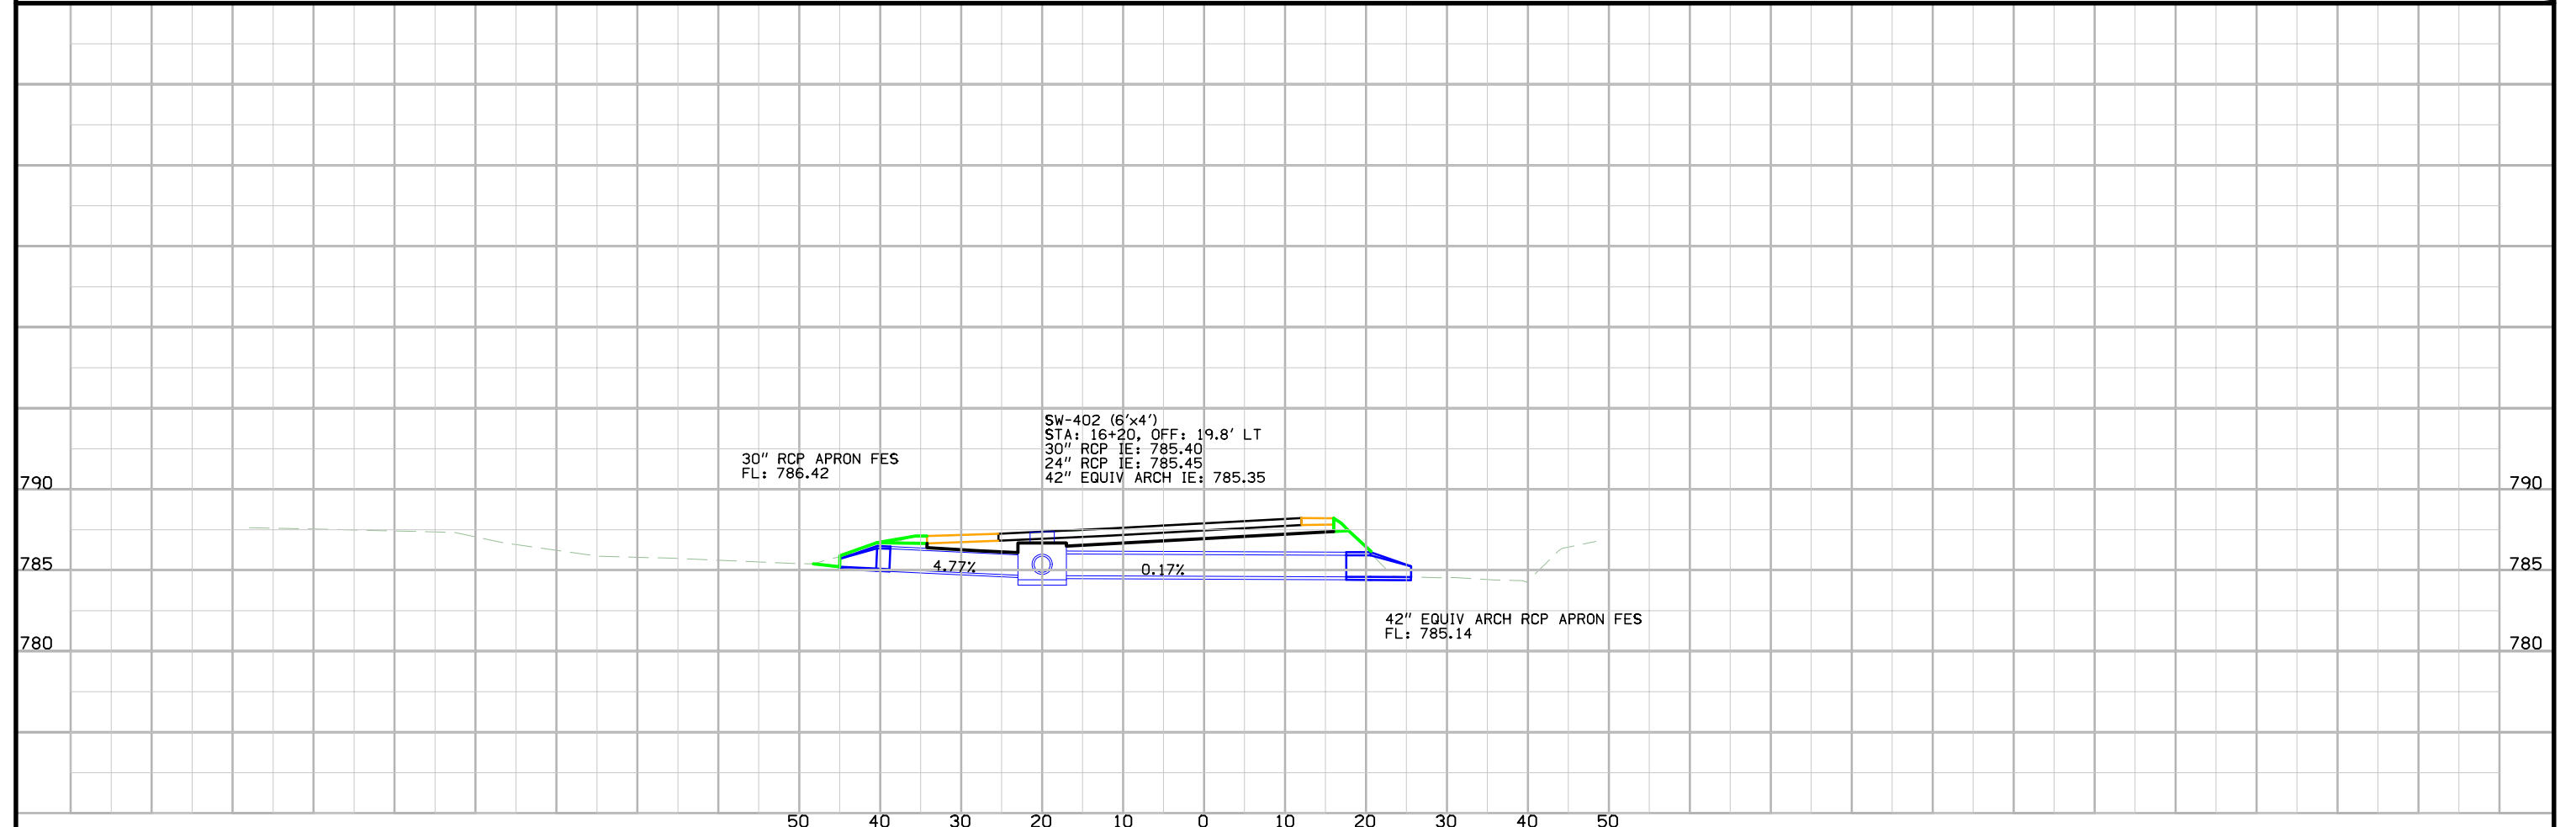 SW-402 (6'x4')
STA: 16+20, OFF: 19.8' LT
30" RCP IE: 785.40
24" RCP IE: 785.45
42" EQUIV ARCH IE: 785.35
30" RCP APRON FES
FL: 786.42
790
790
785
4.77%
0.17%
785
42" EQUIV ARCH RCP APRON FES
FL: 785.14
780
780
50 40 30 20 10 0 10 20 30 40 50